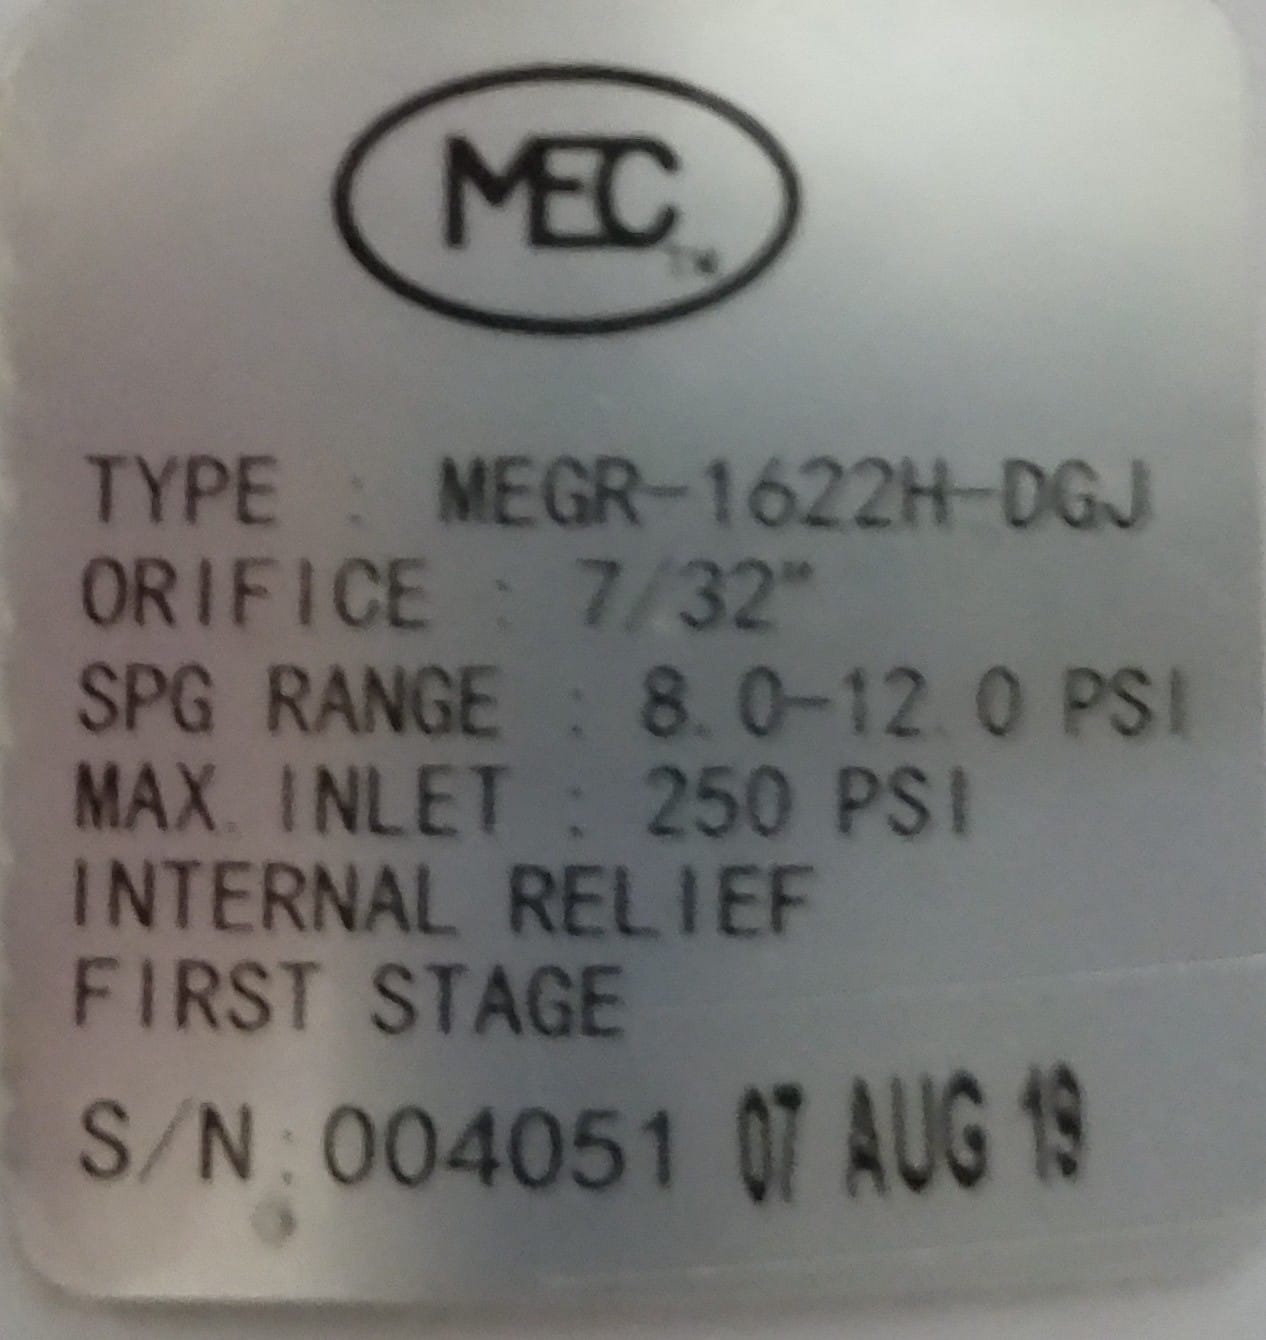 MEC™
TYPE : MEGR-1622H-DGJ
ORIFICE : 7/32"
SPG RANGE : 8.0-12.0 PSI
MAX. INLET : 250 PSI
INTERNAL RELIEF
FIRST STAGE
S/N:004051 07 AUG 19